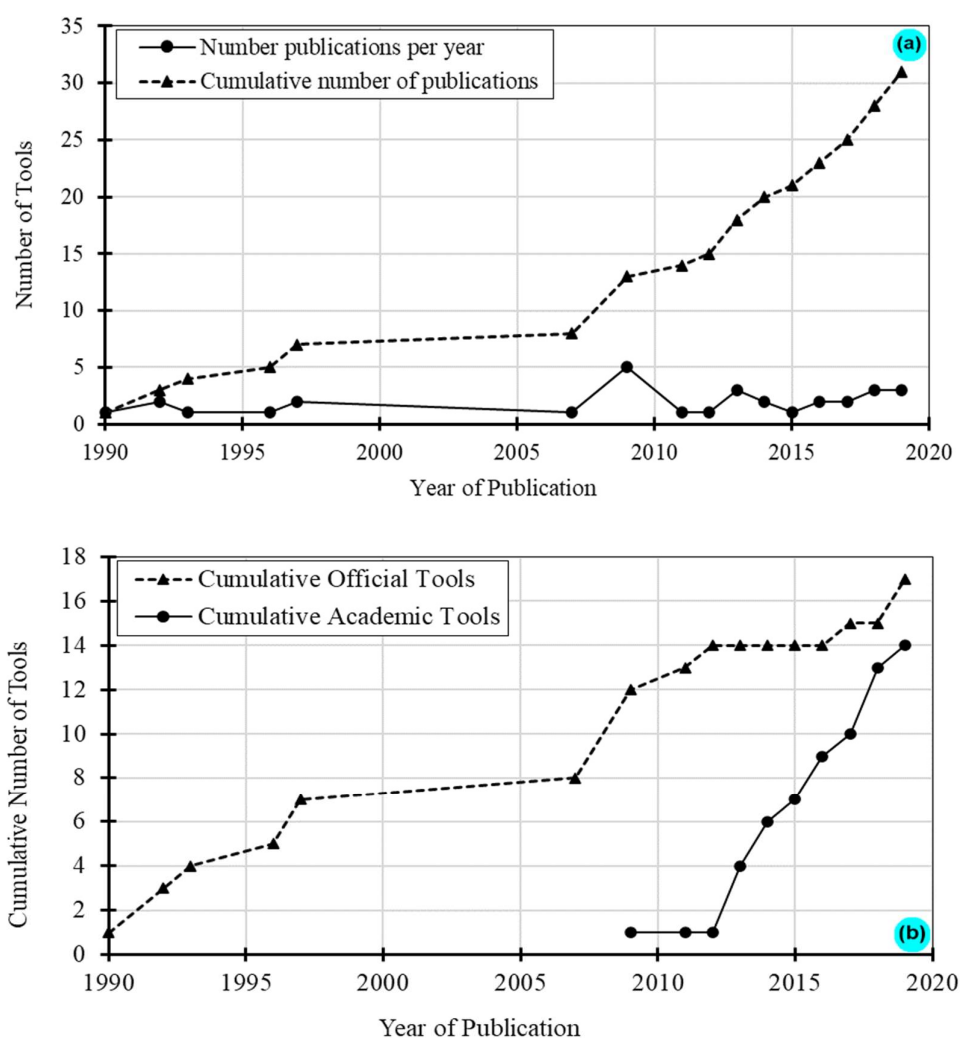 35
30
25
20
15
10
5
0
Number of Tools
Number publications per year
Cumulative number of publications
(a)
1990 1995 2000 2005 2010 2015 2020
Year of Publication
18
16
14
12
10
8
6
4
2
0
Cumulative Number of Tools
Cumulative Official Tools
Cumulative Academic Tools
(b)
1990 1995 2000 2005 2010 2015 2020
Year of Publication